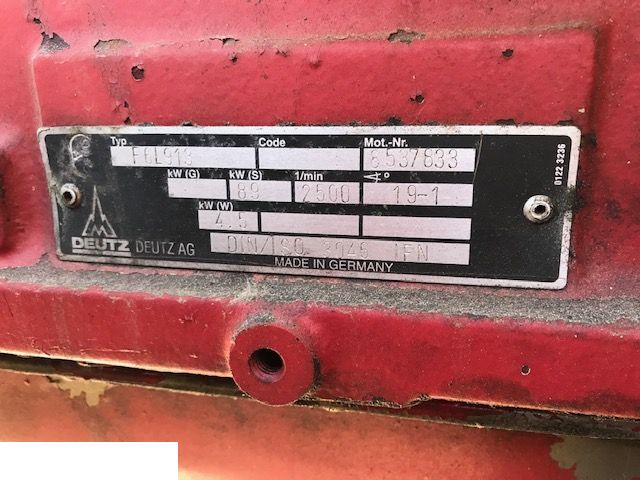 Typ Code Mot.-Nr.
F6L913 6537833
kW (G) kW (S) 1/min °
89 2500 19-1
kW (W)
4,5
DEUTZ DEUTZ AG DIN/ISO 3046 IFN
MADE IN GERMANY
0122 3236